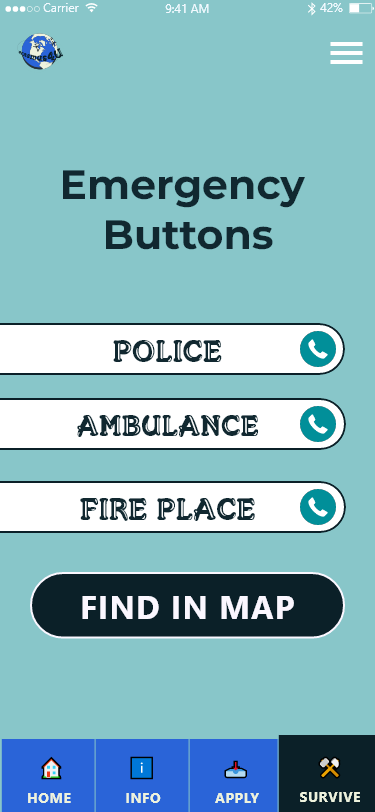 Carrier 9:41 AM 42%
Emergency
Buttons
POLICE
AMBULANCE
FIRE PLACE
FIND IN MAP
HOME INFO APPLY SURVIVE